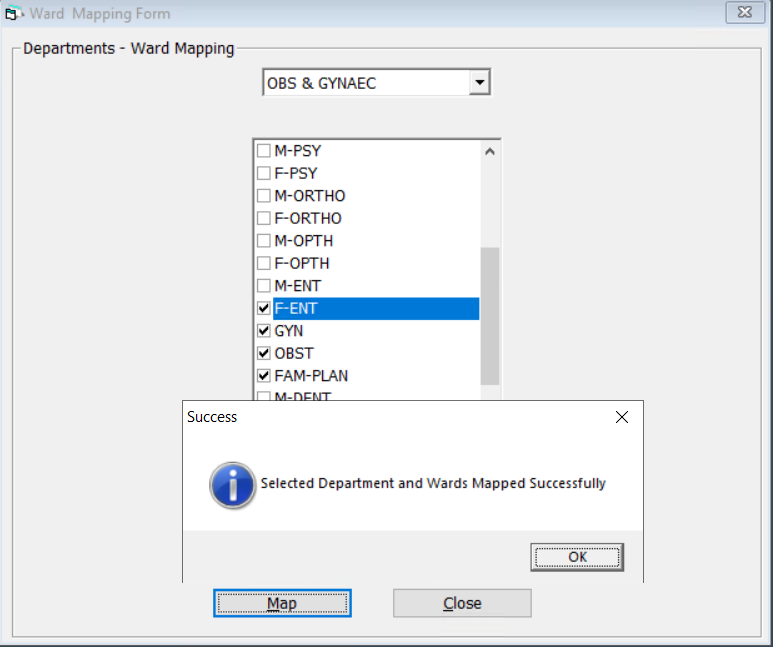 Ward  Mapping Form
Departments - Ward Mapping
OBS & GYNAEC
M-PSY
F-PSY
M-ORTHO
F-ORTHO
M-OPTH
F-OPTH
M-ENT
F-ENT
GYN
OBST
FAM-PLAN
M-DENT
Success
Selected Department and Wards Mapped Successfully
OK
Map
Close